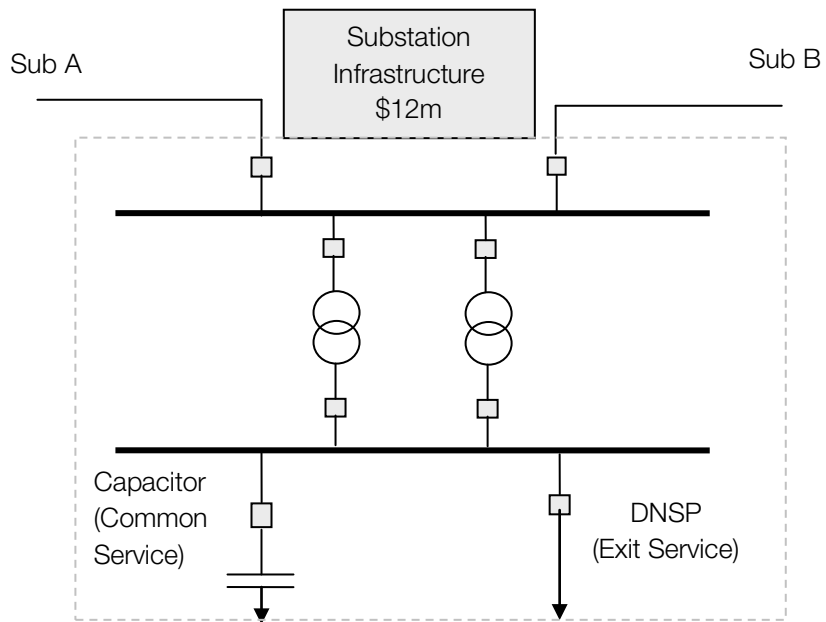 Substation
Infrastructure
$12m
Sub A
Sub B
Capacitor
(Common
Service)
DNSP
(Exit Service)